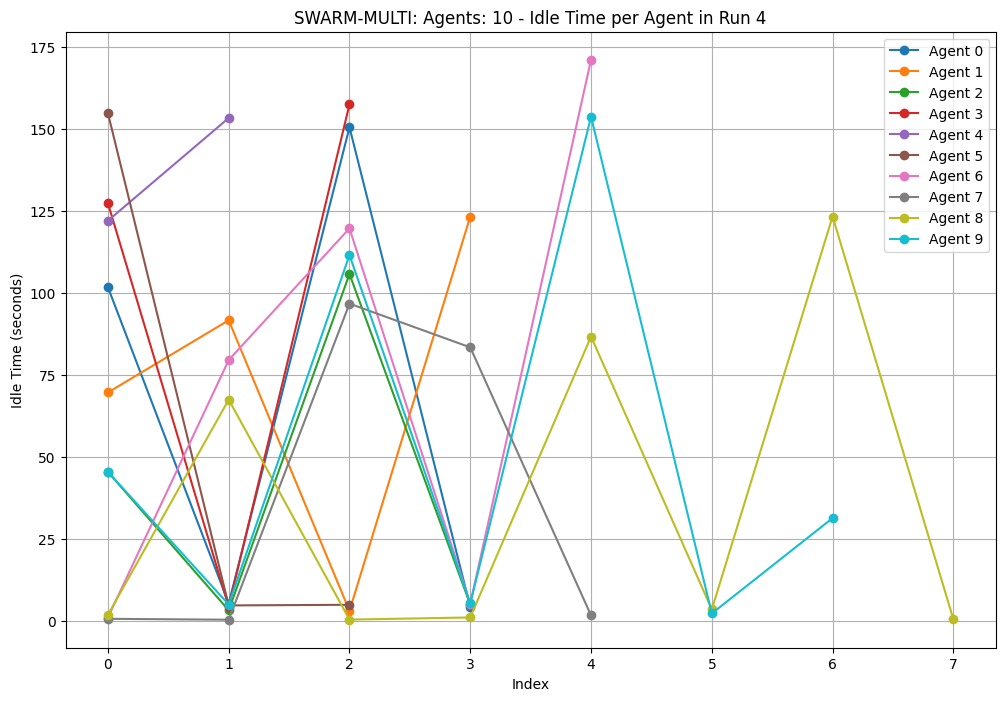 SWARM-MULTI: Agents: 10 - Idle Time per Agent in Run 4
175
150
125
100
75
50
25
0
Idle Time (seconds)
0 1 2 3 4 5 6 7
Index
Agent 0
Agent 1
Agent 2
Agent 3
Agent 4
Agent 5
Agent 6
Agent 7
Agent 8
Agent 9